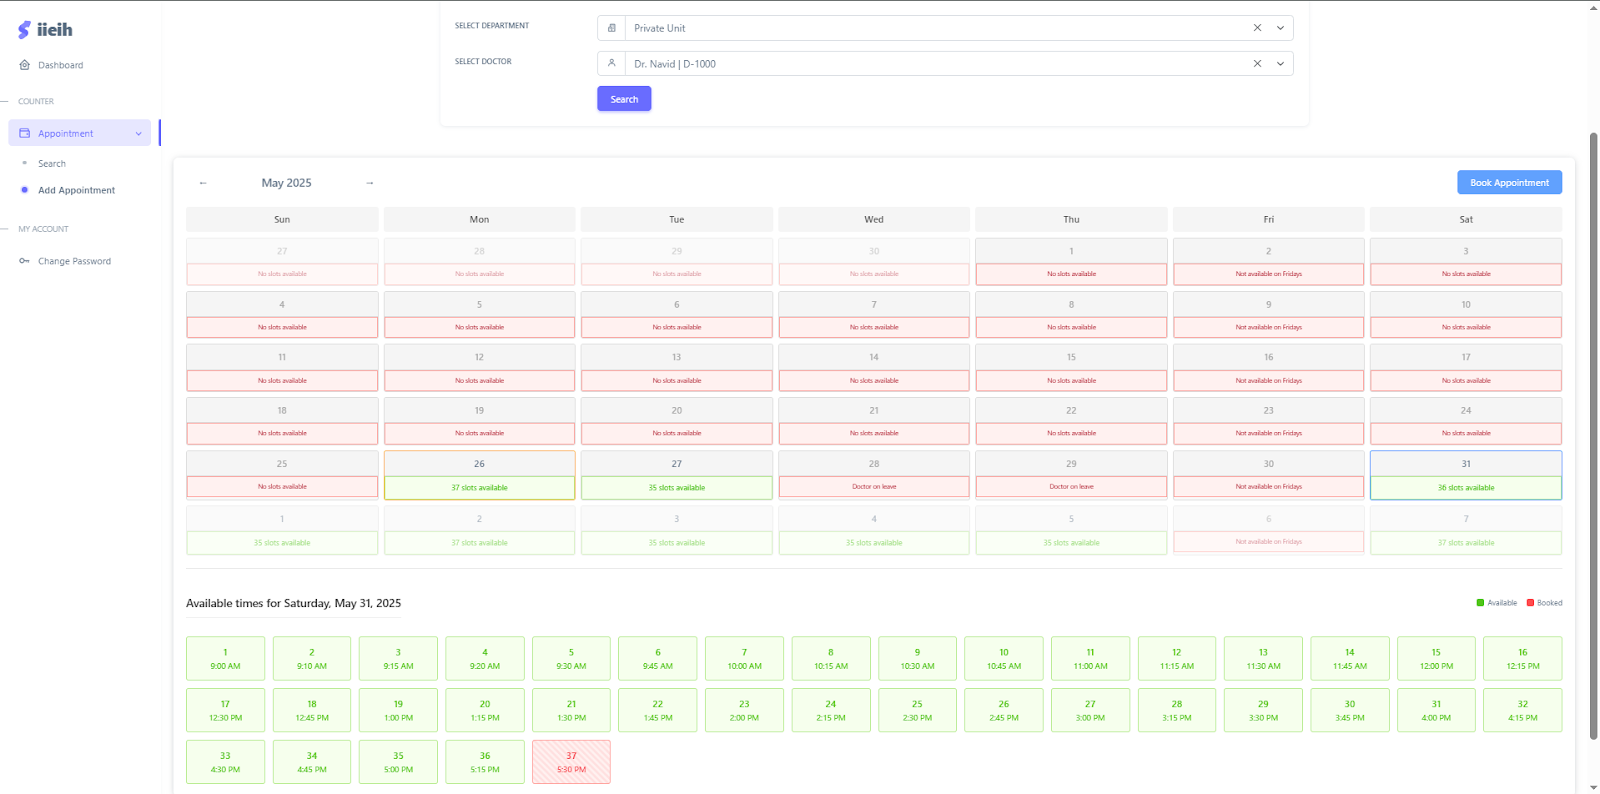 iieih
Dashboard
COUNTER
Appointment
Search
Add Appointment
MY ACCOUNT
Change Password
SELECT DEPARTMENT Private Unit
SELECT DOCTOR Dr. Navid | D-1000
Search
← May 2025 → Book Appointment
Sun Mon Tue Wed Thu Fri Sat
27 28 29 30 1 2 3
No slots available No slots available No slots available No slots available No slots available Not available on Fridays No slots available
4 5 6 7 8 9 10
No slots available No slots available No slots available No slots available No slots available Not available on Fridays No slots available
11 12 13 14 15 16 17
No slots available No slots available No slots available No slots available No slots available Not available on Fridays No slots available
18 19 20 21 22 23 24
No slots available No slots available No slots available No slots available No slots available Not available on Fridays No slots available
25 26 27 28 29 30 31
No slots available 37 slots available 35 slots available Doctor on leave Doctor on leave Not available on Fridays 36 slots available
1 2 3 4 5 6 7
35 slots available 37 slots available 35 slots available 35 slots available 35 slots available Not available on Fridays 37 slots available
Available times for Saturday, May 31, 2025 Available Booked
1 2 3 4 5 6 7 8 9 10 11 12 13 14 15 16
9:00 AM 9:10 AM 9:15 AM 9:20 AM 9:30 AM 9:45 AM 10:00 AM 10:15 AM 10:30 AM 10:45 AM 11:00 AM 11:15 AM 11:30 AM 11:45 AM 12:00 PM 12:15 PM
17 18 19 20 21 22 23 24 25 26 27 28 29 30 31 32
12:30 PM 12:45 PM 1:00 PM 1:15 PM 1:30 PM 1:45 PM 2:00 PM 2:15 PM 2:30 PM 2:45 PM 3:00 PM 3:15 PM 3:30 PM 3:45 PM 4:00 PM 4:15 PM
33 34 35 36 37
4:30 PM 4:45 PM 5:00 PM 5:15 PM 5:30 PM